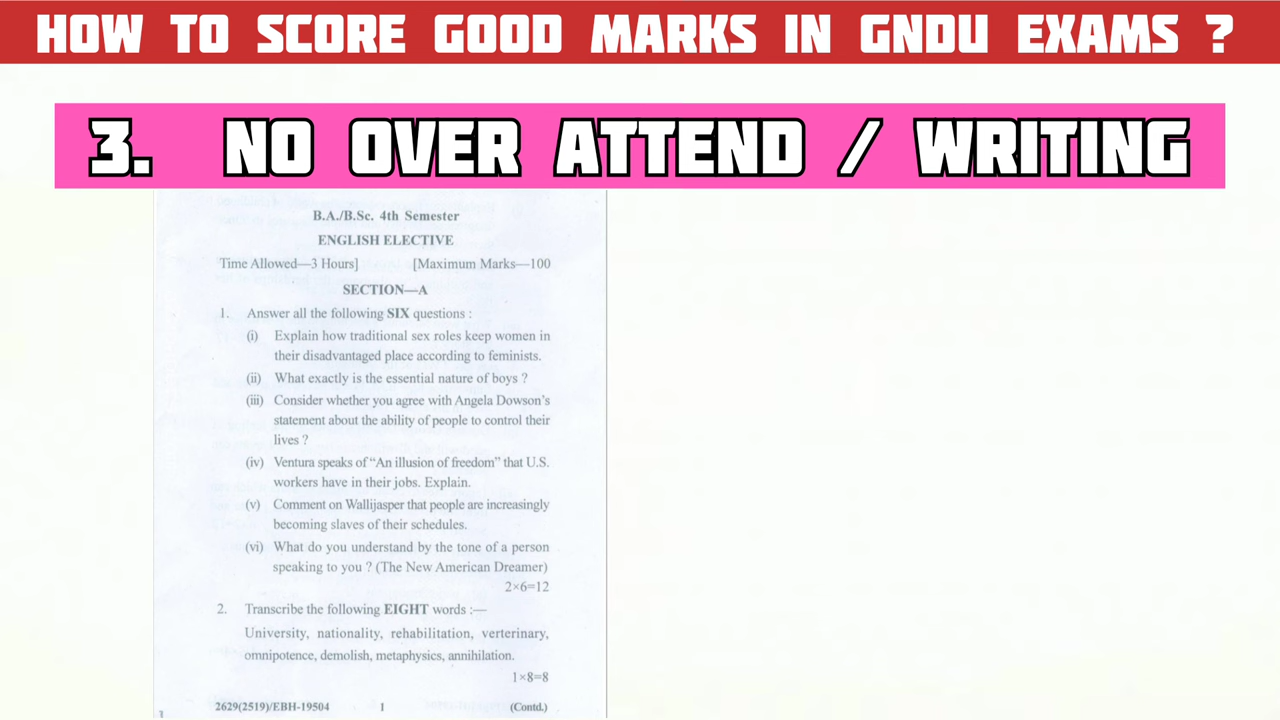 HOW TO SCORE GOOD MARKS IN GNDU EXAMS ?
3. NO OVER ATTEND / WRITING
B.A./B.Sc. 4th Semester
ENGLISH ELECTIVE
Time Allowed—3 Hours] [Maximum Marks—100
SECTION—A
1. Answer all the following SIX questions :
(i) Explain how traditional sex roles keep women in
their disadvantaged place according to feminists.
(ii) What exactly is the essential nature of boys ?
(iii) Consider whether you agree with Angela Dowson's
statement about the ability of people to control their
lives ?
(iv) Ventura speaks of "An illusion of freedom" that U.S.
workers have in their jobs. Explain.
(v) Comment on Wallijasper that people are increasingly
becoming slaves of their schedules.
(vi) What do you understand by the tone of a person
speaking to you ? (The New American Dreamer)
2×6=12
2. Transcribe the following EIGHT words :—
University, nationality, rehabilitation, verterinary,
omnipotence, demolish, metaphysics, annihilation.
1×8=8
2629(2519)/EBH-19504 1 (Contd.)